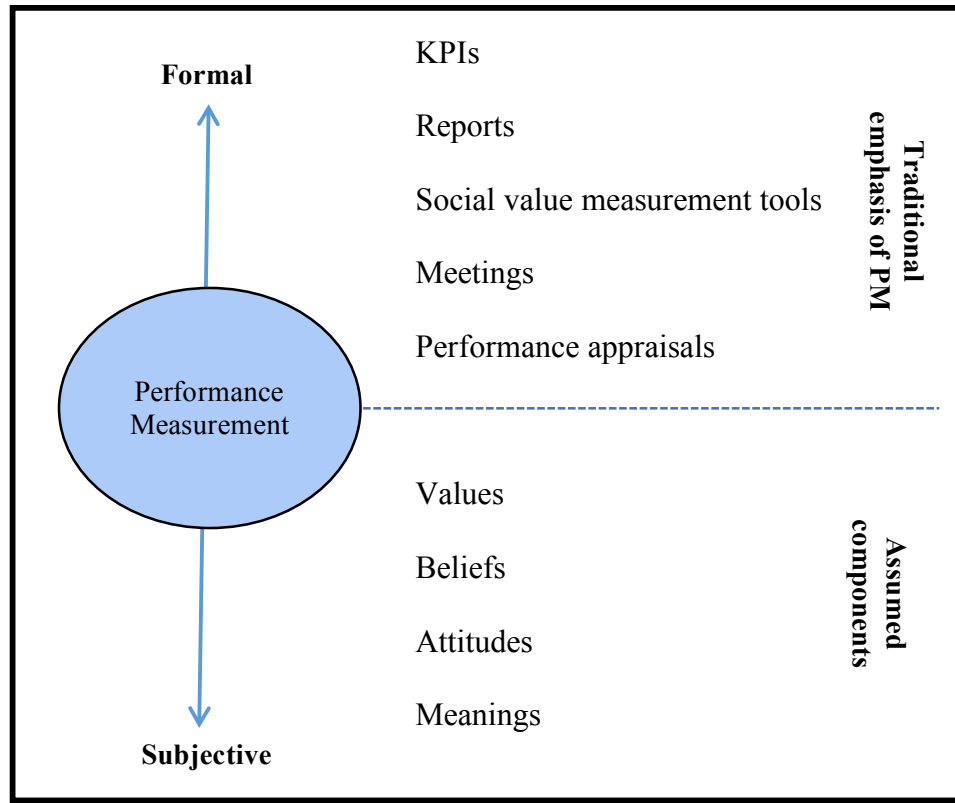 Formal
KPIs
Reports
Social value measurement tools
Meetings
Performance appraisals
Traditional
emphasis of PM
Performance
Measurement
Values
Beliefs
Attitudes
Meanings
Assumed
components
Subjective